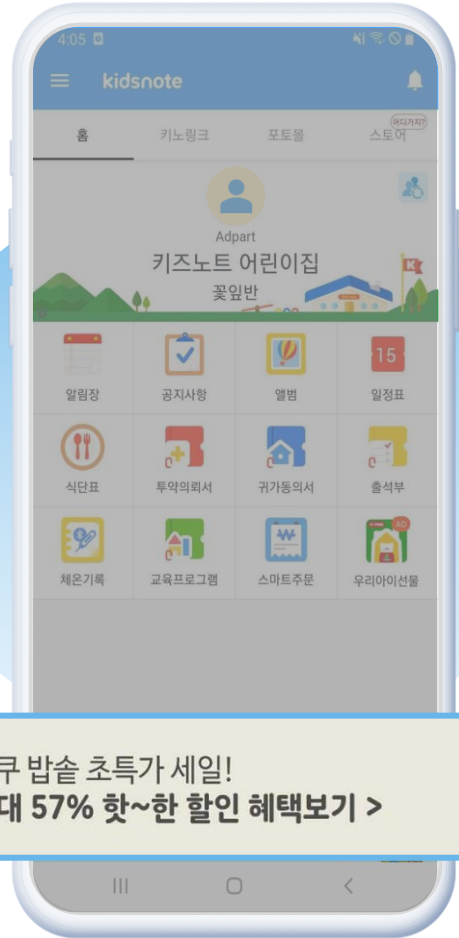 4:05
kidsnote
홈 키노링크 포토몰 스토어
어디가지?
Adpart
키즈노트 어린이집
꽃잎반
15
AD
알림장 공지사항 앨범 일정표
식단표 투약의뢰서 귀가동의서 출석부
체온기록 교육프로그램 스마트주문 우리아이선물
쿠 밥솥 초특가 세일!
대 57% 핫~한 할인 혜택보기 >